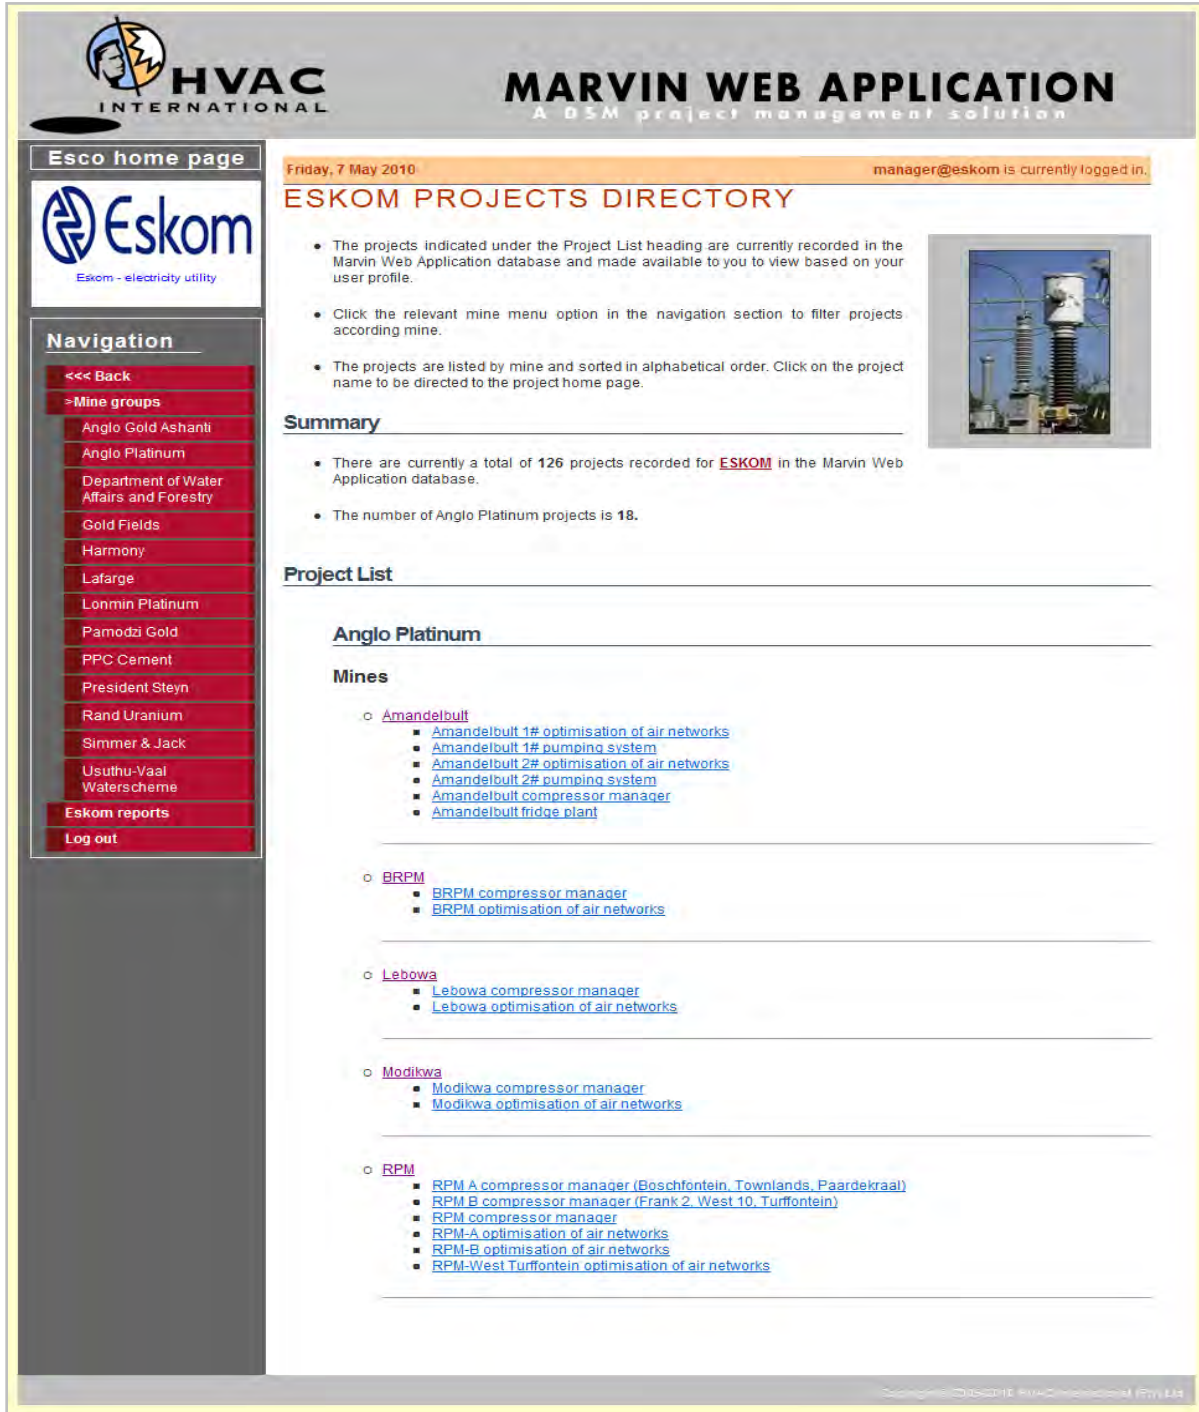 HVAC
INTERNATIONAL
MARVIN WEB APPLICATION
A DSM project management solution
Esco home page
Eskom
Eskom - electricity utility
Navigation
<<< Back
>Mine groups
Anglo Gold Ashanti
Anglo Platinum
Department of Water
Affairs and Forestry
Gold Fields
Harmony
Lafarge
Lonmin Platinum
Pamodzi Gold
PPC Cement
President Steyn
Rand Uranium
Simmer & Jack
Usuthu-Vaal
Waterscheme
Eskom reports
Log out
Friday, 7 May 2010 manager@eskom is currently logged in.
ESKOM PROJECTS DIRECTORY
• The projects indicated under the Project List heading are currently recorded in the
Marvin Web Application database and made available to you to view based on your
user profile.
• Click the relevant mine menu option in the navigation section to filter projects
according mine.
• The projects are listed by mine and sorted in alphabetical order. Click on the project
name to be directed to the project home page.
Summary
• There are currently a total of 126 projects recorded for ESKOM in the Marvin Web
Application database.
• The number of Anglo Platinum projects is 18.
Project List
Anglo Platinum
Mines
○ Amandelbult
▪ Amandelbult 1# optimisation of air networks
▪ Amandelbult 1# pumping system
▪ Amandelbult 2# optimisation of air networks
▪ Amandelbult 2# pumping system
▪ Amandelbult compressor manager
▪ Amandelbult fridge plant
○ BRPM
▪ BRPM compressor manager
▪ BRPM optimisation of air networks
○ Lebowa
▪ Lebowa compressor manager
▪ Lebowa optimisation of air networks
○ Modikwa
▪ Modikwa compressor manager
▪ Modikwa optimisation of air networks
○ RPM
▪ RPM A compressor manager (Boschfontein, Townlands, Paardekraal)
▪ RPM B compressor manager (Frank 2, West 10, Turffontein)
▪ RPM compressor manager
▪ RPM-A optimisation of air networks
▪ RPM-B optimisation of air networks
▪ RPM-West Turffontein optimisation of air networks